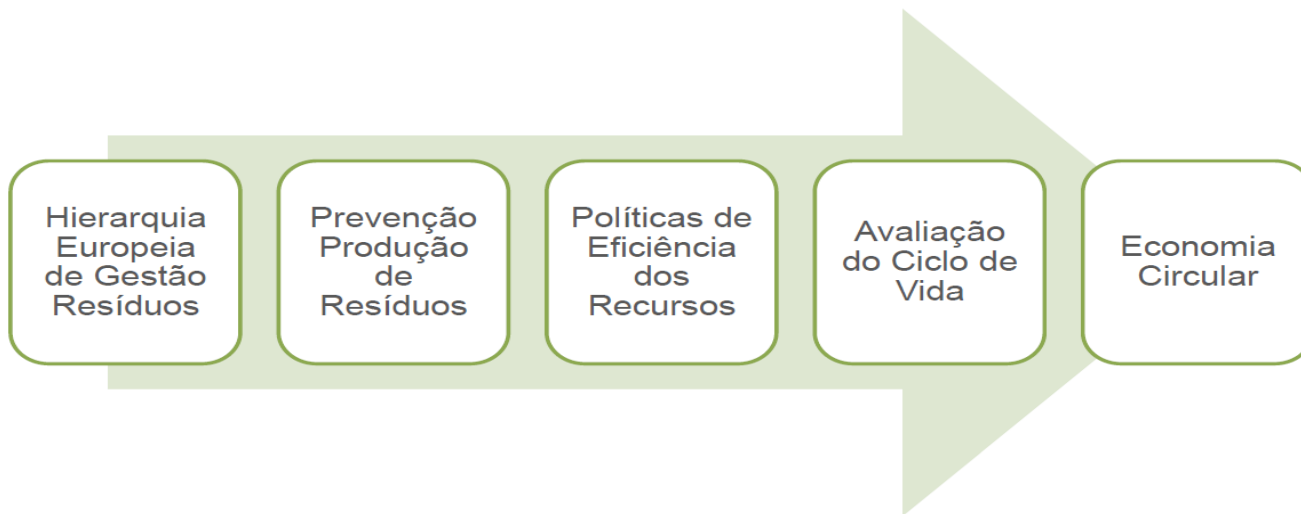 Hierarquia
Europeia
de Gestão
Resíduos
Prevenção
Produção
de
Resíduos
Políticas de
Eficiência
dos
Recursos
Avaliação
do Ciclo de
Vida
Economia
Circular